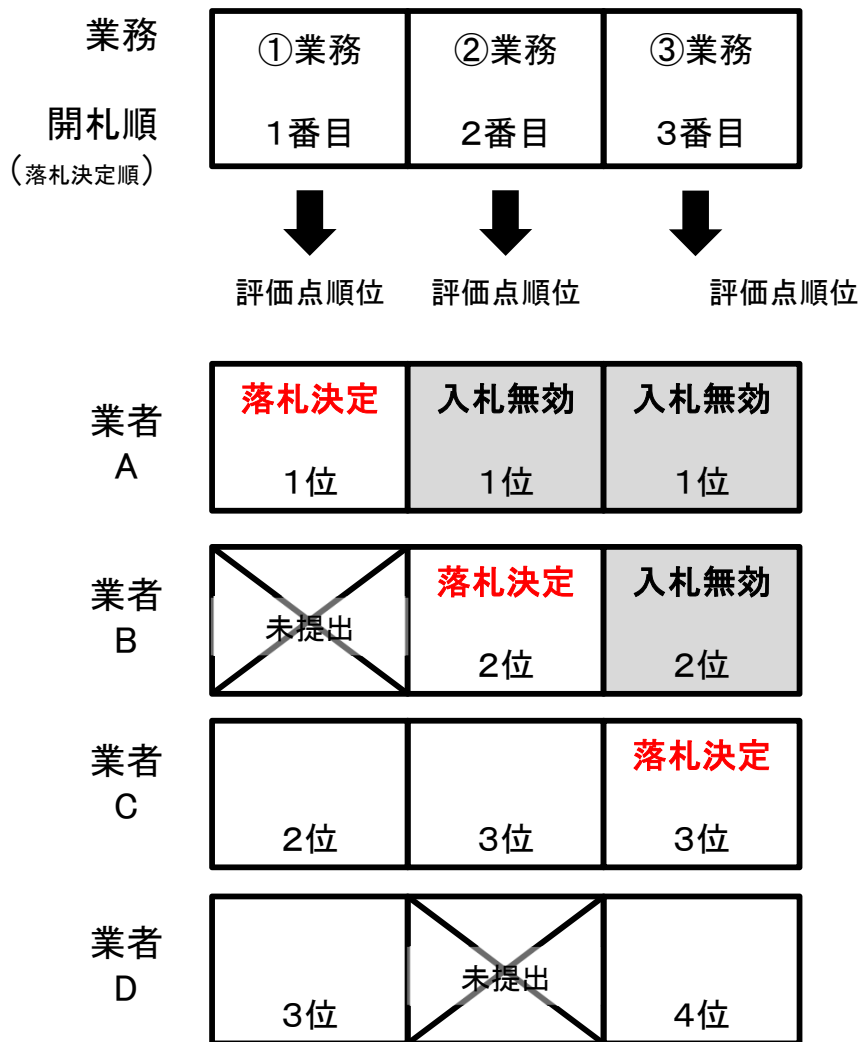 業務 ①業務 ②業務 ③業務
開札順 1番目 2番目 3番目
(落札決定順)
評価点順位 評価点順位 評価点順位
業者 落札決定 入札無効 入札無効
A 1位 1位 1位
業者 未提出 落札決定 入札無効
B 2位 2位
業者 落札決定
C 2位 3位 3位
業者 未提出
D 3位 4位